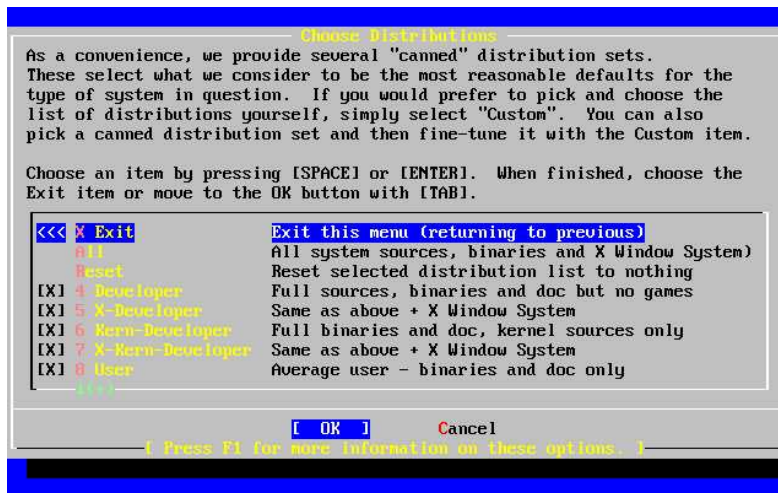 Choose Distributions
As a convenience, we provide several "canned" distribution sets.
These select what we consider to be the most reasonable defaults for the
type of system in question.  If you would prefer to pick and choose the
list of distributions yourself, simply select "Custom".  You can also
pick a canned distribution set and then fine-tune it with the Custom item.
Choose an item by pressing [SPACE] or [ENTER].  When finished, choose the
Exit item or move to the OK button with [TAB].
<<< X Exit Exit this menu (returning to previous)
All All system sources, binaries and X Window System)
Reset Reset selected distribution list to nothing
[X] 4 Developer Full sources, binaries and doc but no games
[X] 5 X-Developer Same as above + X Window System
[X] 6 Kern-Developer Full binaries and doc, kernel sources only
[X] 7 X-Kern-Developer Same as above + X Window System
[X] 8 User Average user - binaries and doc only
[ OK ] Cancel
[ Press F1 for more information on these options. ]